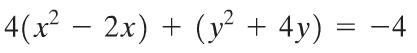 4(x² − 2x) + (y² + 4y) = −4